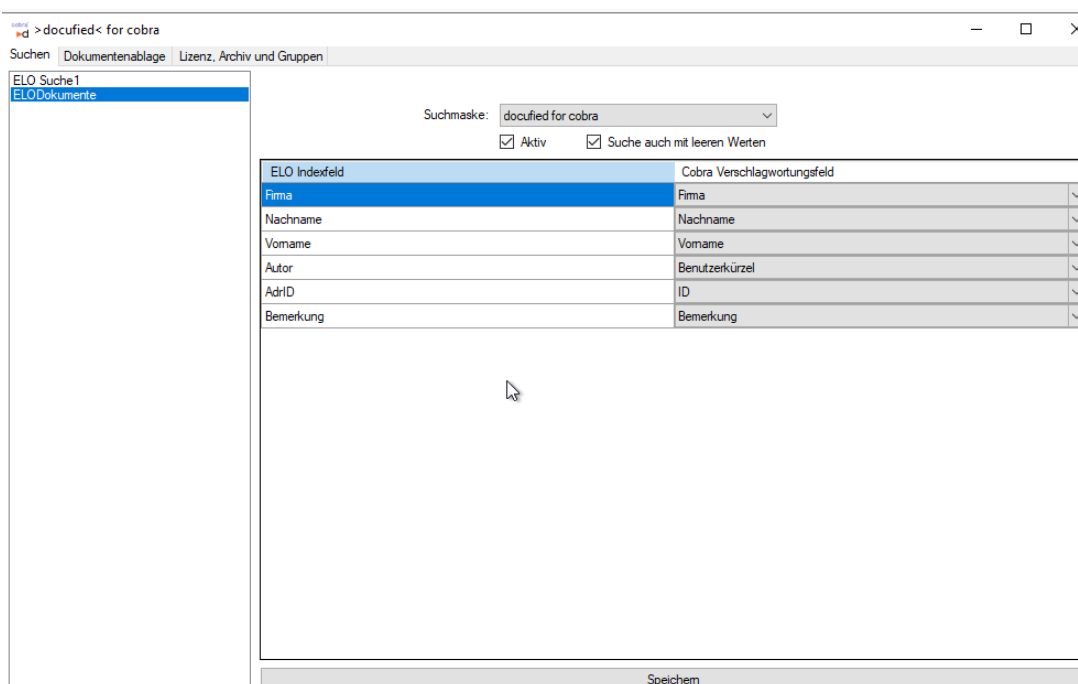 cobra
d >docufied< for cobra
Suchen Dokumentenablage Lizenz, Archiv und Gruppen
ELO Suche1
ELODokumente
Suchmaske: docufied for cobra
Aktiv Suche auch mit leeren Werten
ELO Indexfeld Cobra Verschlagwortungsfeld
Firma Firma
Nachname Nachname
Vorname Vorname
Autor Benutzerkürzel
AdrID ID
Bemerkung Bemerkung
Speichern